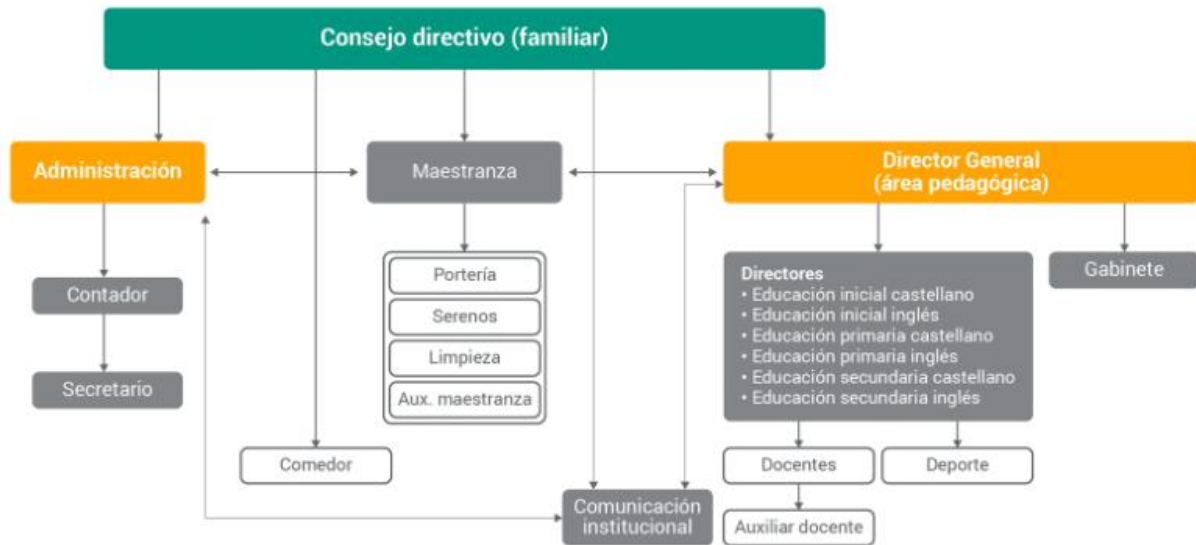 Consejo directivo (familiar)
Administración
Maestranza
Director General
(área pedagógica)
Contador
Secretario
Portería
Serenos
Limpieza
Aux. maestranza
Directores
• Educación inicial castellano
• Educación inicial inglés
• Educación primaria castellano
• Educación primaria inglés
• Educación secundaria castellano
• Educación secundaria inglés
Gabinete
Comedor
Docentes
Deporte
Comunicación
institucional
Auxiliar docente